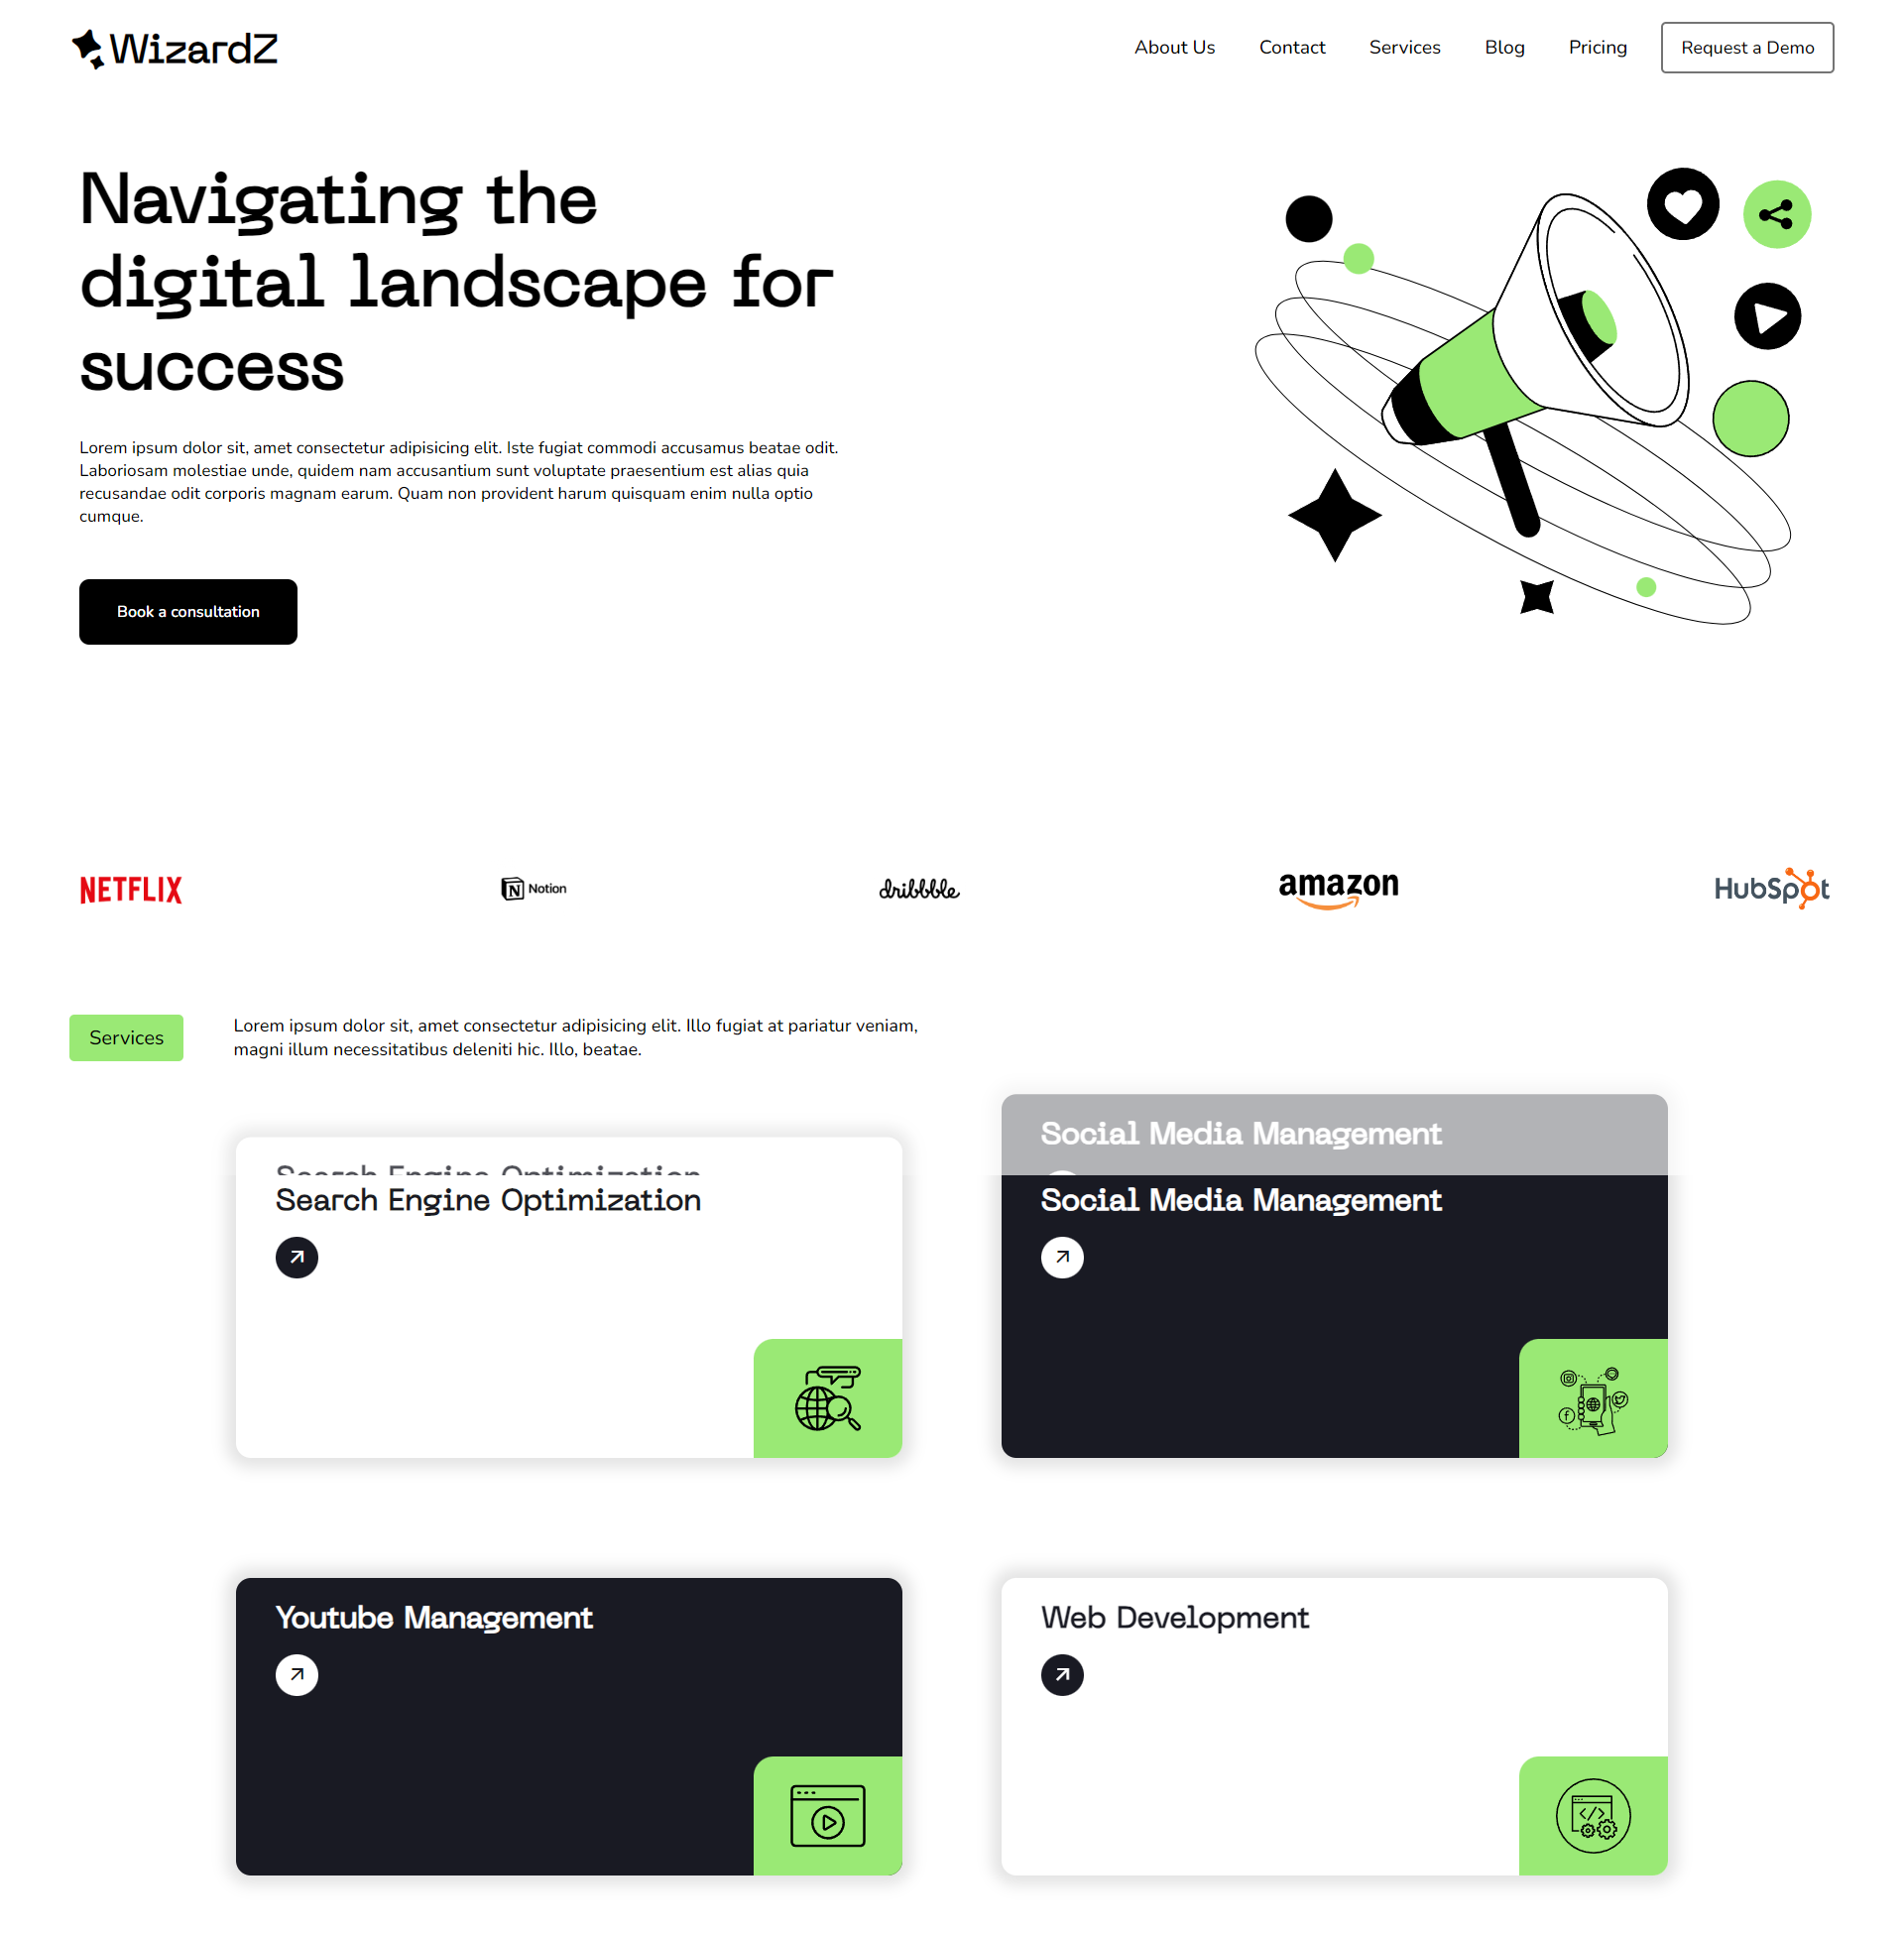 WizardZ
About Us
Contact
Services
Blog
Pricing
Request a Demo
Navigating the
digital landscape for
success
Lorem ipsum dolor sit, amet consectetur adipisicing elit. Iste fugiat commodi accusamus beatae odit.
Laboriosam molestiae unde, quidem nam accusantium sunt voluptate praesentium est alias quia
recusandae odit corporis magnam earum. Quam non provident harum quisquam enim nulla optio
cumque.
Book a consultation
NETFLIX
Notion
dribbble
amazon
HubSpot
Services
Lorem ipsum dolor sit, amet consectetur adipisicing elit. Illo fugiat at pariatur veniam,
magni illum necessitatibus deleniti hic. Illo, beatae.
Search Engine Optimization
Search Engine Optimization
Social Media Management
Social Media Management
Youtube Management
Web Development